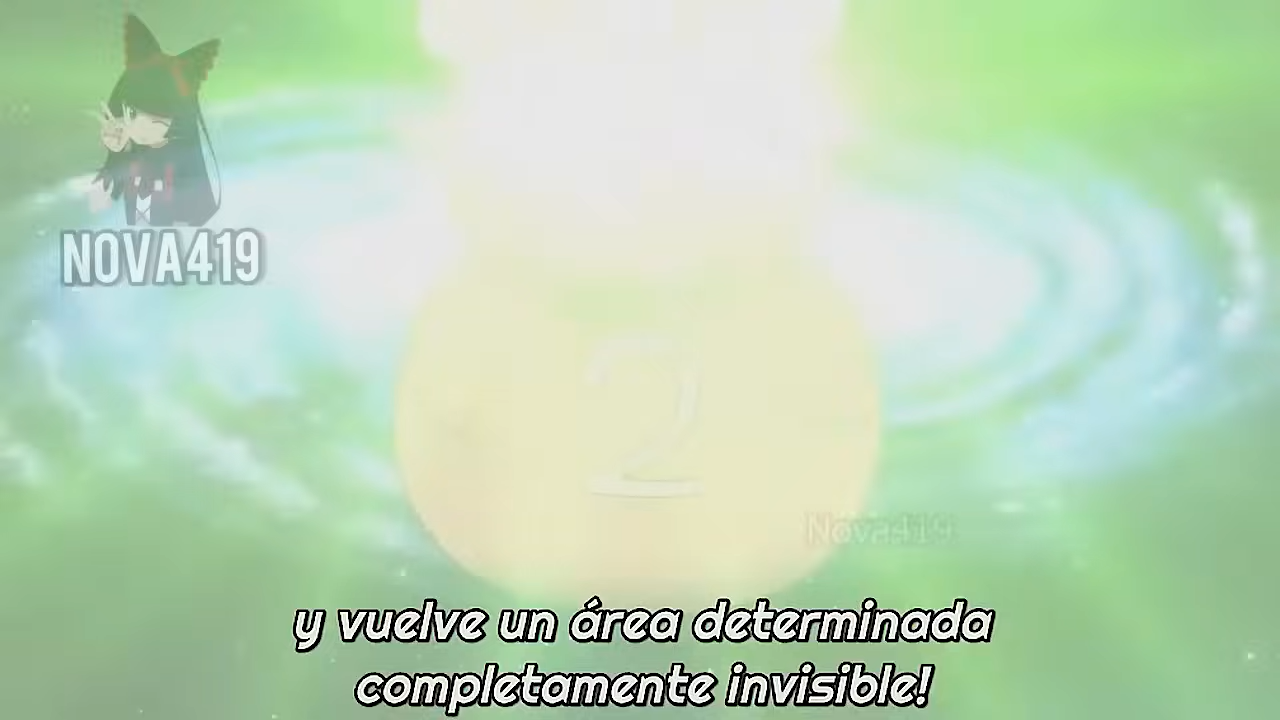 NOVA419
2
Nova419
y vuelve un área determinada
completamente invisible!